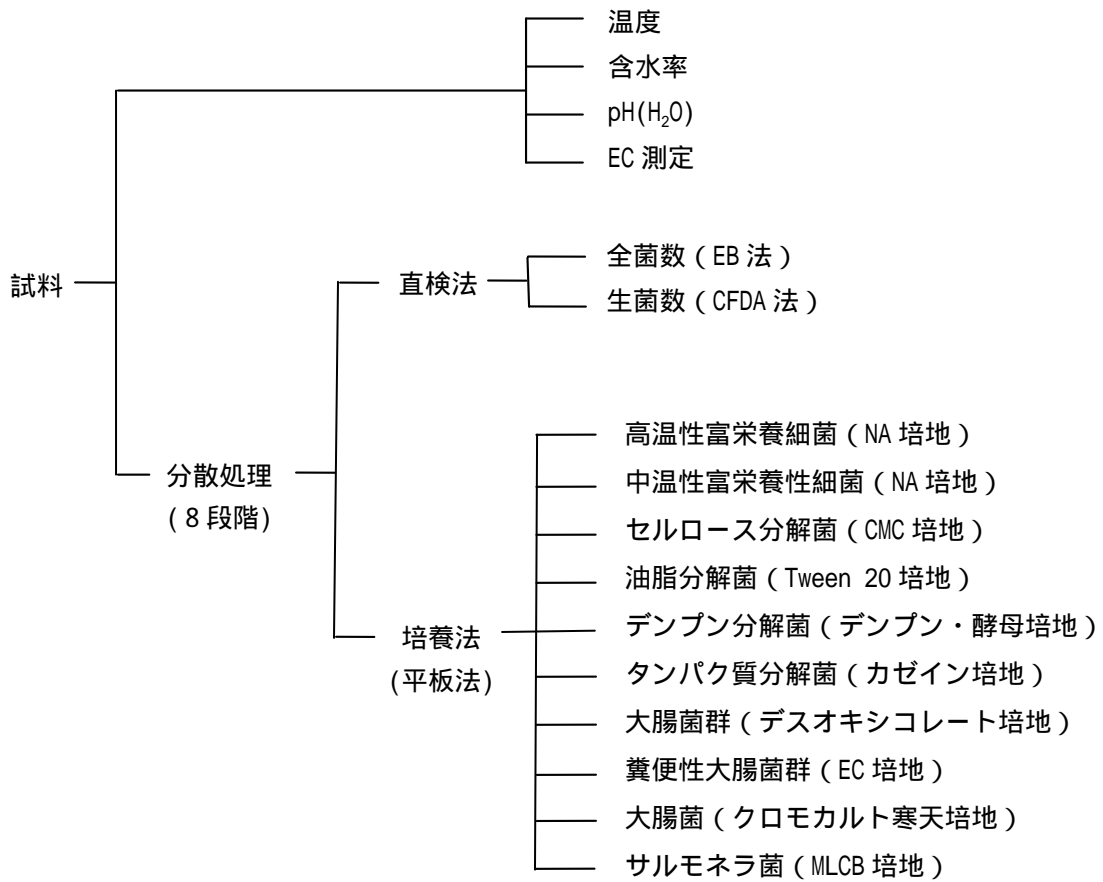 温度
含水率
pH(H₂O)
EC 測定
試料
直検法
全菌数（EB 法）
生菌数（CFDA 法）
分散処理
(8 段階)
培養法
(平板法)
高温性富栄養細菌（NA 培地）
中温性富栄養性細菌（NA 培地）
セルロース分解菌（CMC 培地）
油脂分解菌（Tween 20 培地）
デンプン分解菌（デンプン・酵母培地）
タンパク質分解菌（カゼイン培地）
大腸菌群（デスオキシコレート培地）
糞便性大腸菌群（EC 培地）
大腸菌（クロモカルト寒天培地）
サルモネラ菌（MLCB 培地）